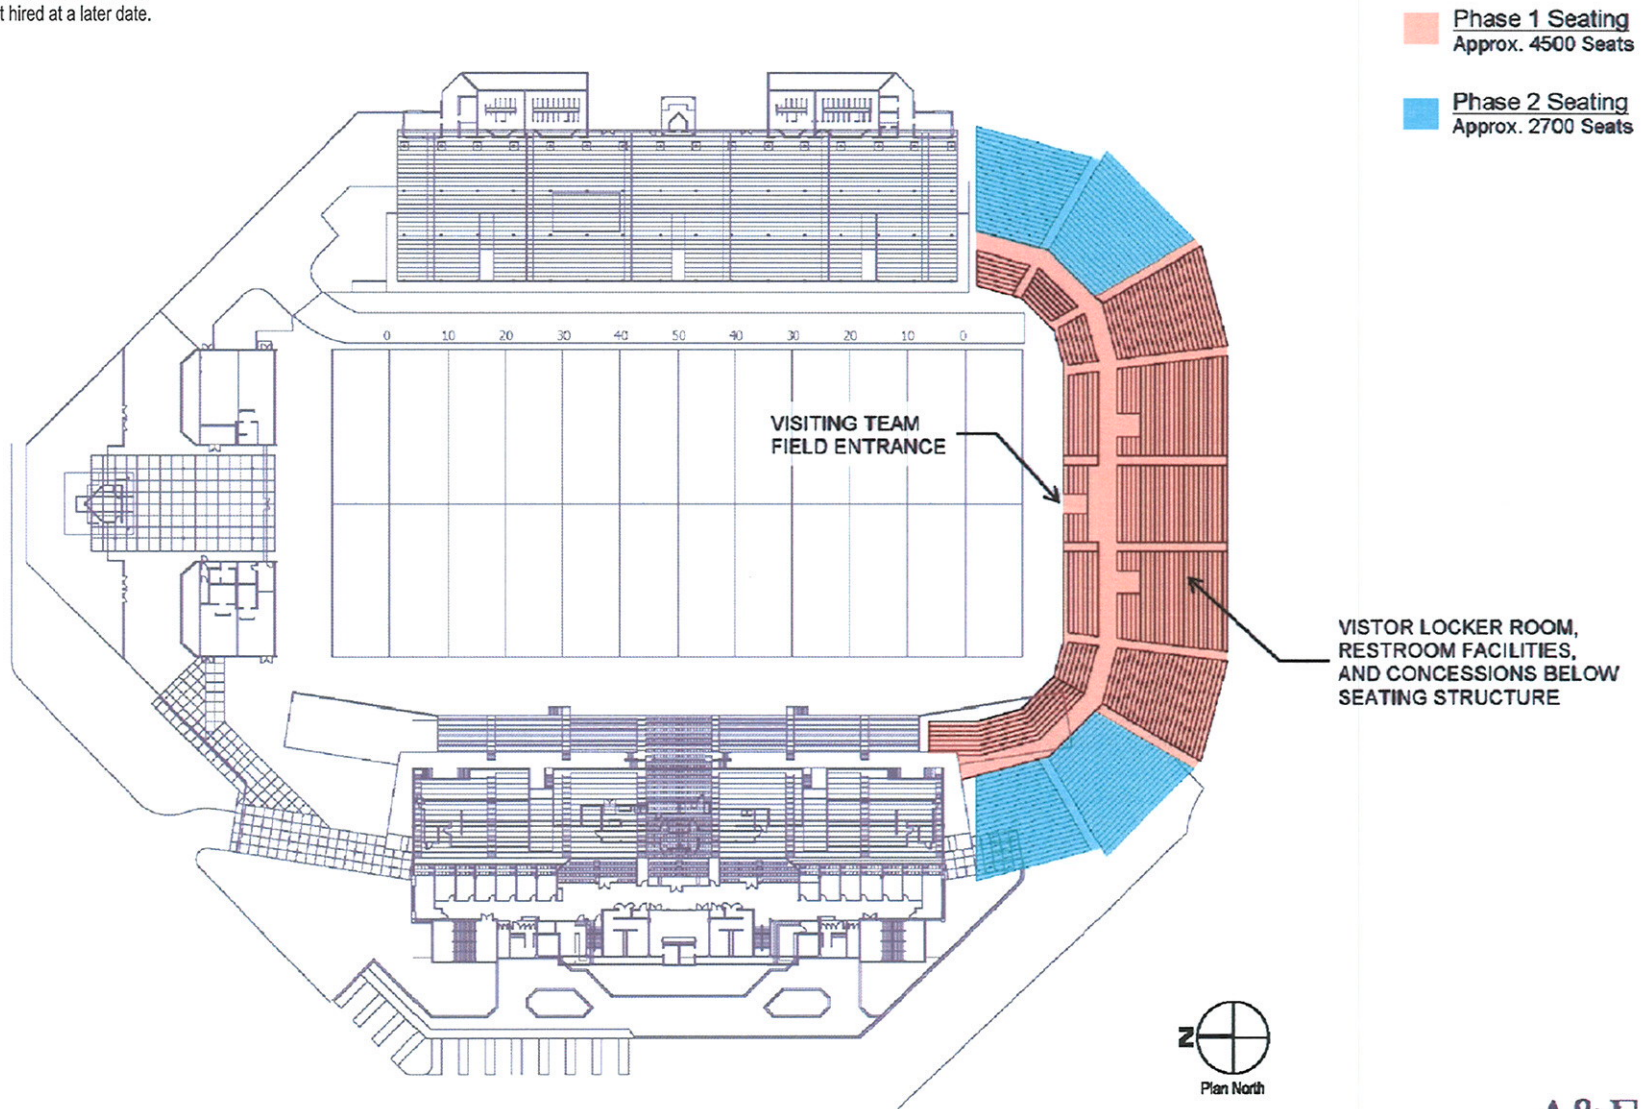 t hired at a later date.
Phase 1 Seating
Approx. 4500 Seats
Phase 2 Seating
Approx. 2700 Seats
0 10 20 30 40 50 40 30 20 10 0
VISITING TEAM
FIELD ENTRANCE
VISTOR LOCKER ROOM,
RESTROOM FACILITIES,
AND CONCESSIONS BELOW
SEATING STRUCTURE
N
Plan North